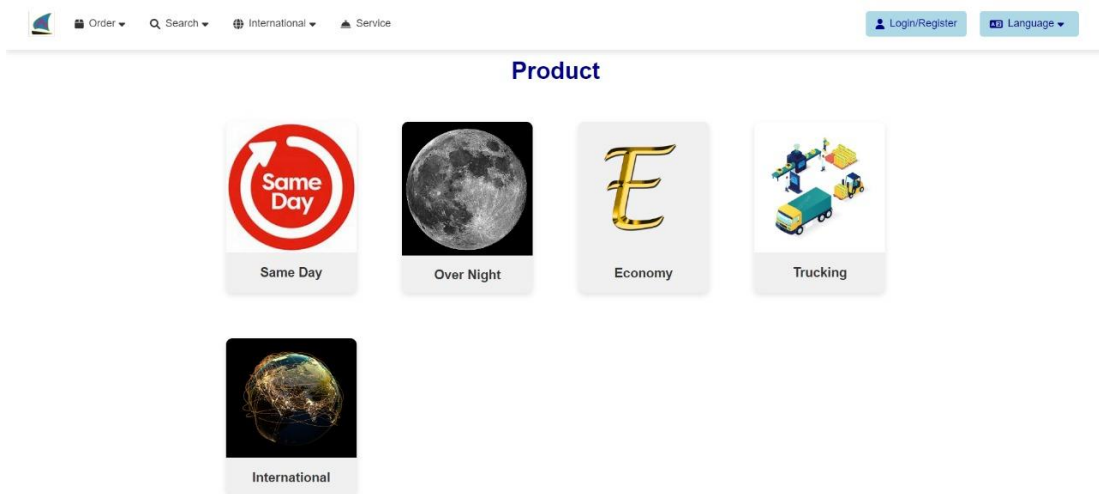 Order
Search
International
Service
Login/Register
Language
Product
Same
Day
Same Day
Over Night
E
Economy
Trucking
International